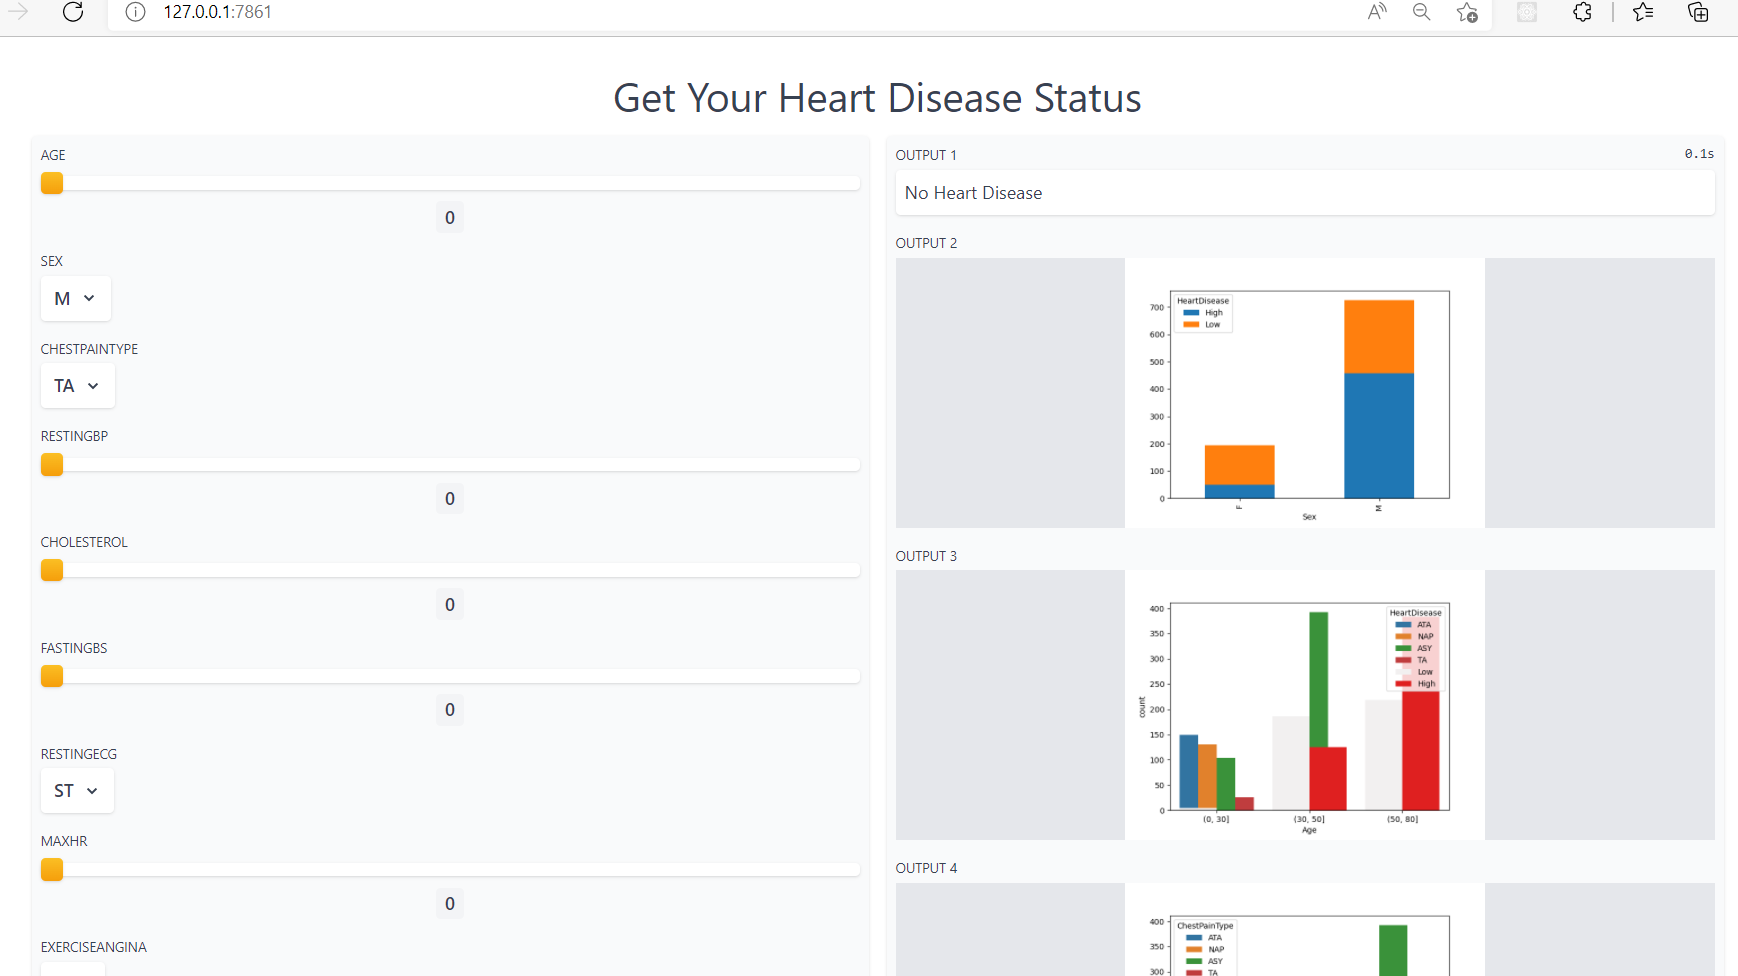 127.0.0.1:7861
Get Your Heart Disease Status
AGE
0
SEX
M
CHESTPAINTYPE
TA
RESTINGBP
0
CHOLESTEROL
0
FASTINGBS
0
RESTINGECG
ST
MAXHR
0
EXERCISEANGINA
OUTPUT 1
0.1s
No Heart Disease
OUTPUT 2
HeartDisease
High
Low
700
600
500
400
300
200
100
0
F
M
Sex
OUTPUT 3
HeartDisease
ATA
NAP
ASY
TA
Low
High
400
350
300
250
200
150
100
50
0
count
(0, 30]
(30, 50]
(50, 80]
Age
OUTPUT 4
ChestPainType
ATA
NAP
ASY
TA
400
350
300